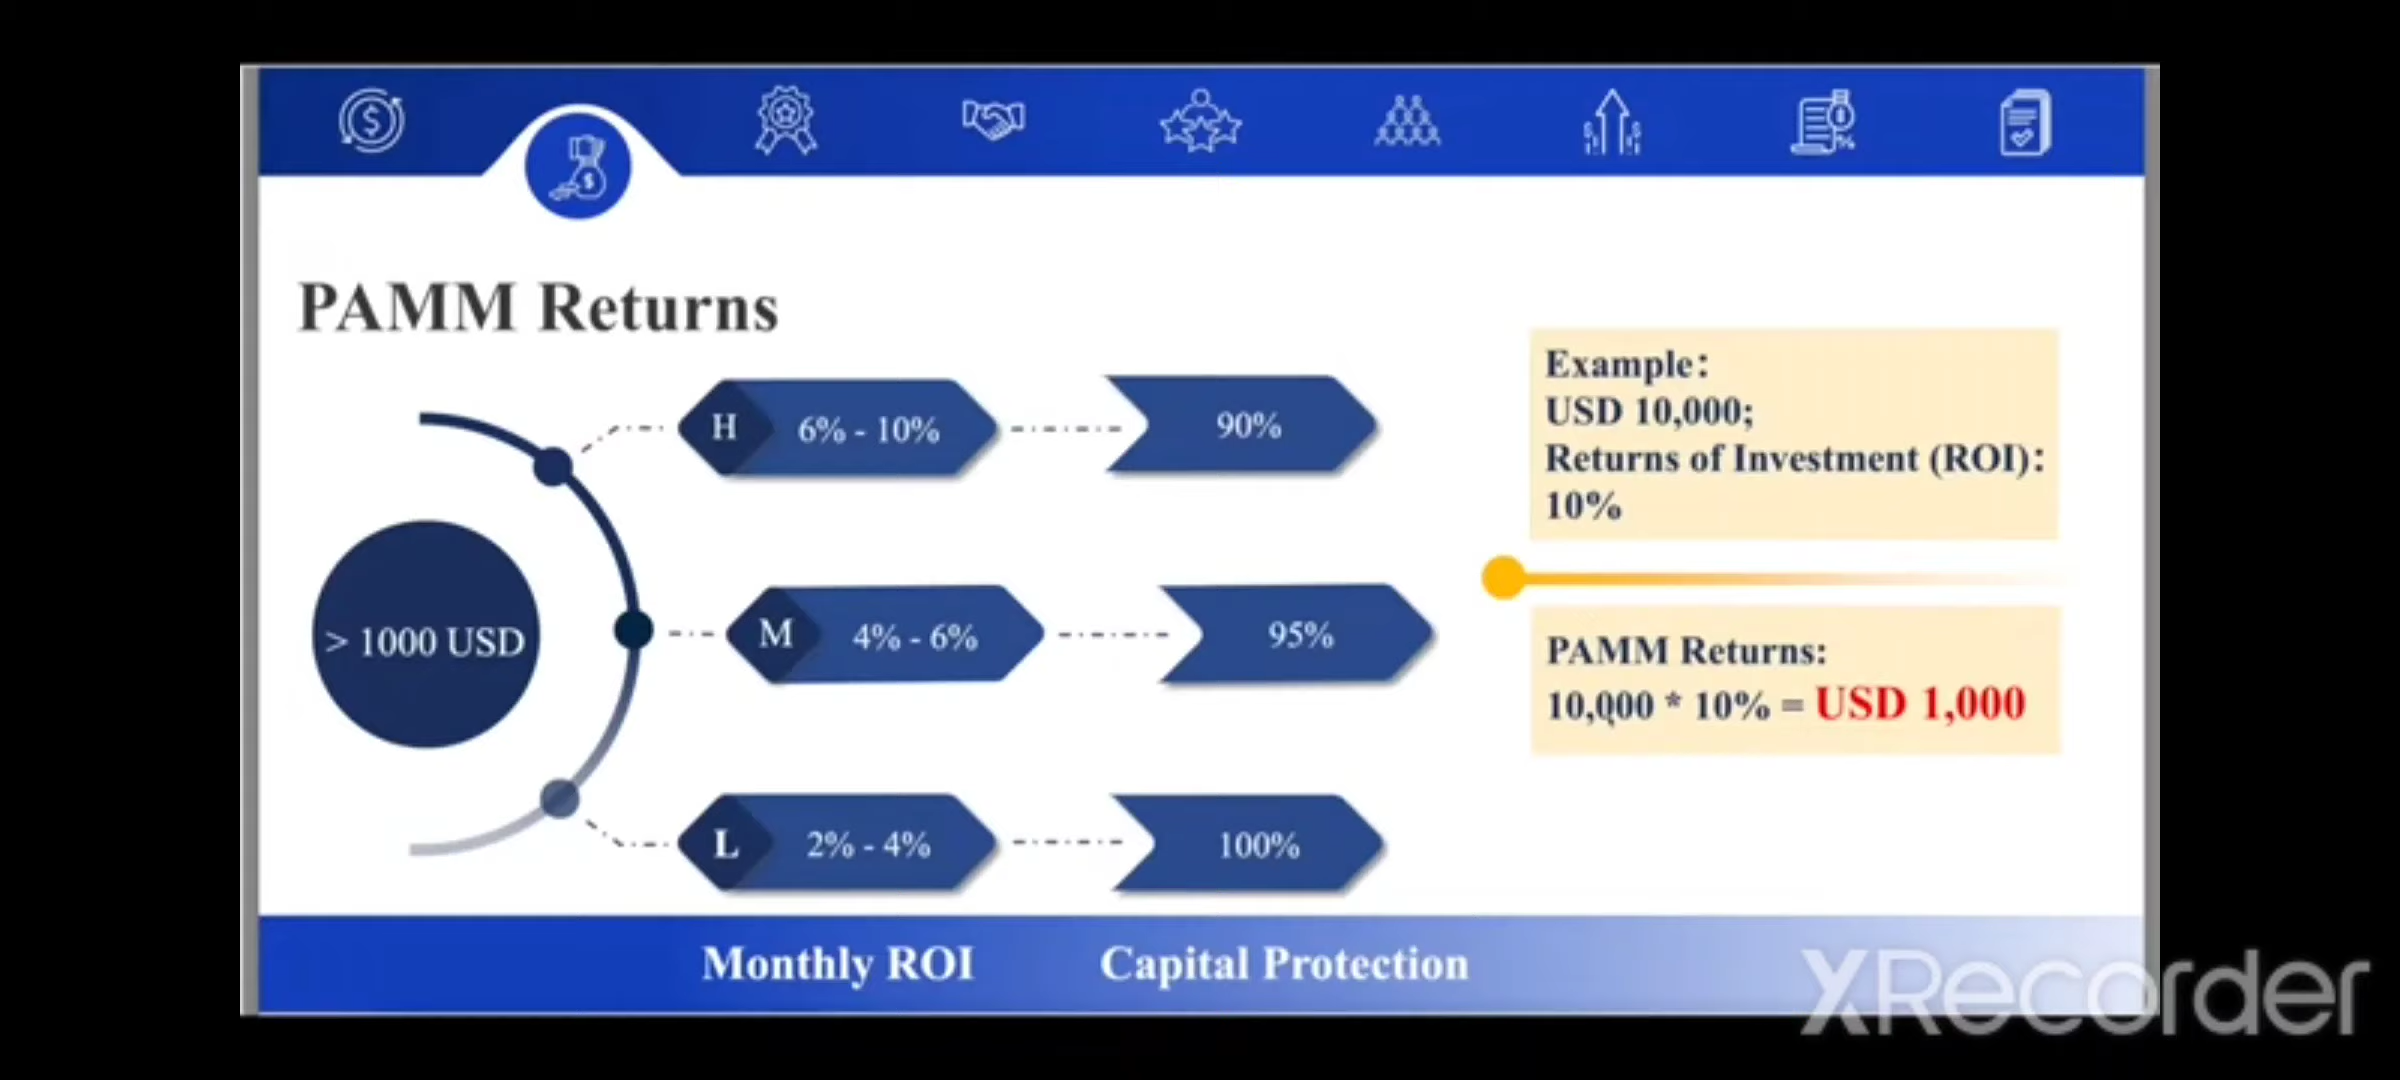 PAMM Returns
> 1000 USD
H 6% - 10% 90%
M 4% - 6% 95%
L 2% - 4% 100%
Monthly ROI Capital Protection
Example:
USD 10,000;
Returns of Investment (ROI):
10%
PAMM Returns:
10,000 * 10% = USD 1,000
XRecorder